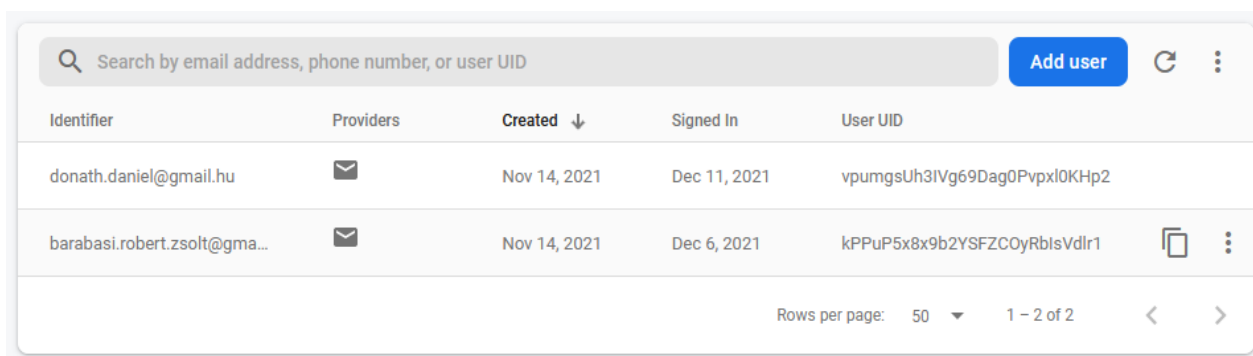 Search by email address, phone number, or user UID Add user
Identifier Providers Created Signed In User UID
donath.daniel@gmail.hu Nov 14, 2021 Dec 11, 2021 vpumgsUh3IVg69Dag0Pvpxl0KHp2
barabasi.robert.zsolt@gma... Nov 14, 2021 Dec 6, 2021 kPPuP5x8x9b2YSFZCOyRbIsVdlr1
Rows per page: 50 1 – 2 of 2